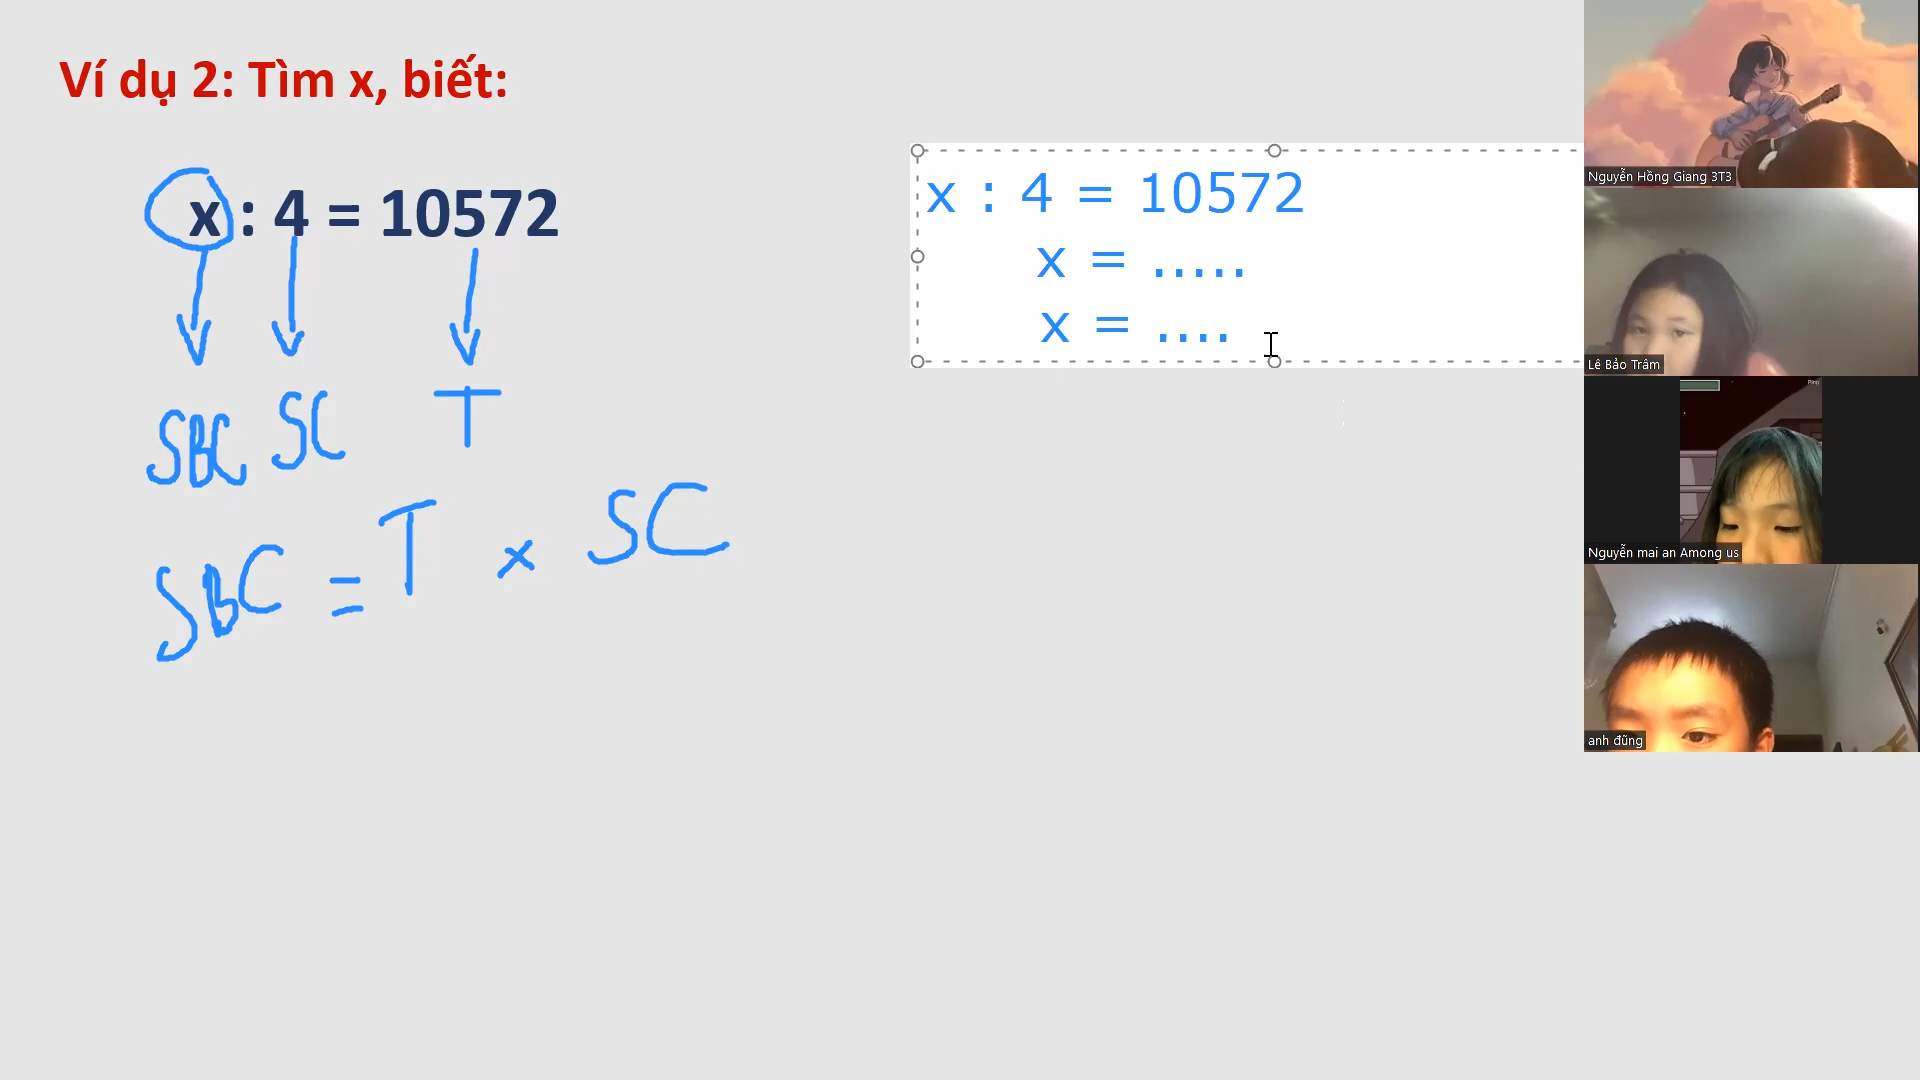 Ví dụ 2: Tìm x, biết:
x : 4 = 10572
SBC SC T
SBC = T x SC
x : 4 = 10572
x = .....
x = ....
Nguyễn Hồng Giang 3T3
Lê Bảo Trâm
Nguyễn mai an Among us
anh đũng